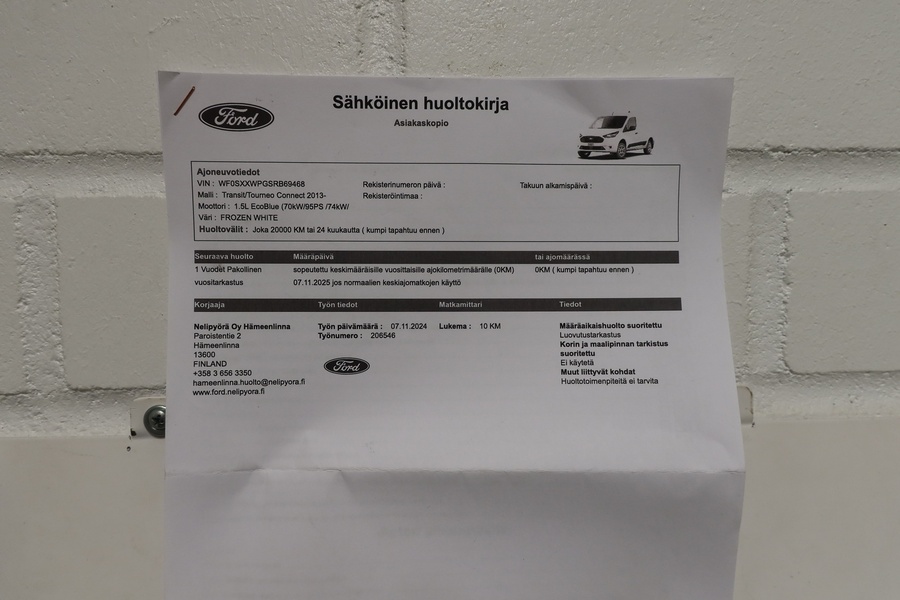 Ford
Sähköinen huoltokirja
Asiakaskopio
Ajoneuvotiedot
VIN : WF0SXXWPGSRB69468 Rekisterinumeron päivä : Takuun alkamispäivä :
Malli : Transit/Tourneo Connect 2013- Rekisteröintimaa :
Moottori : 1.5L EcoBlue (70kW/95PS /74kW/
Väri : FROZEN WHITE
Huoltovälit : Joka 20000 KM tai 24 kuukautta ( kumpi tapahtuu ennen )
Seuraava huolto Määräpäivä tai ajomäärässä
1 Vuodet Pakollinen sopeutettu keskimääräisille vuosittaisille ajokilometrimäärälle (0KM) 0KM ( kumpi tapahtuu ennen )
vuositarkastus 07.11.2025 jos normaalien keskiajomatkojen käyttö
Korjaaja Työn tiedot Matkamittari Tiedot
Nelipyörä Oy Hämeenlinna Työn päivämäärä : 07.11.2024 Lukema : 10 KM Määräaikaishuolto suoritettu
Paroistentie 2 Työnumero : 206546 Luovutustarkastus
Hämeenlinna Korin ja maalipinnan tarkistus
13600 suoritettu
FINLAND Ford Ei käytetä
+358 3 656 3350 Muut liittyvät kohdat
hameenlinna.huolto@nelipyora.fi Huoltotoimenpiteitä ei tarvita
www.ford.nelipyora.fi